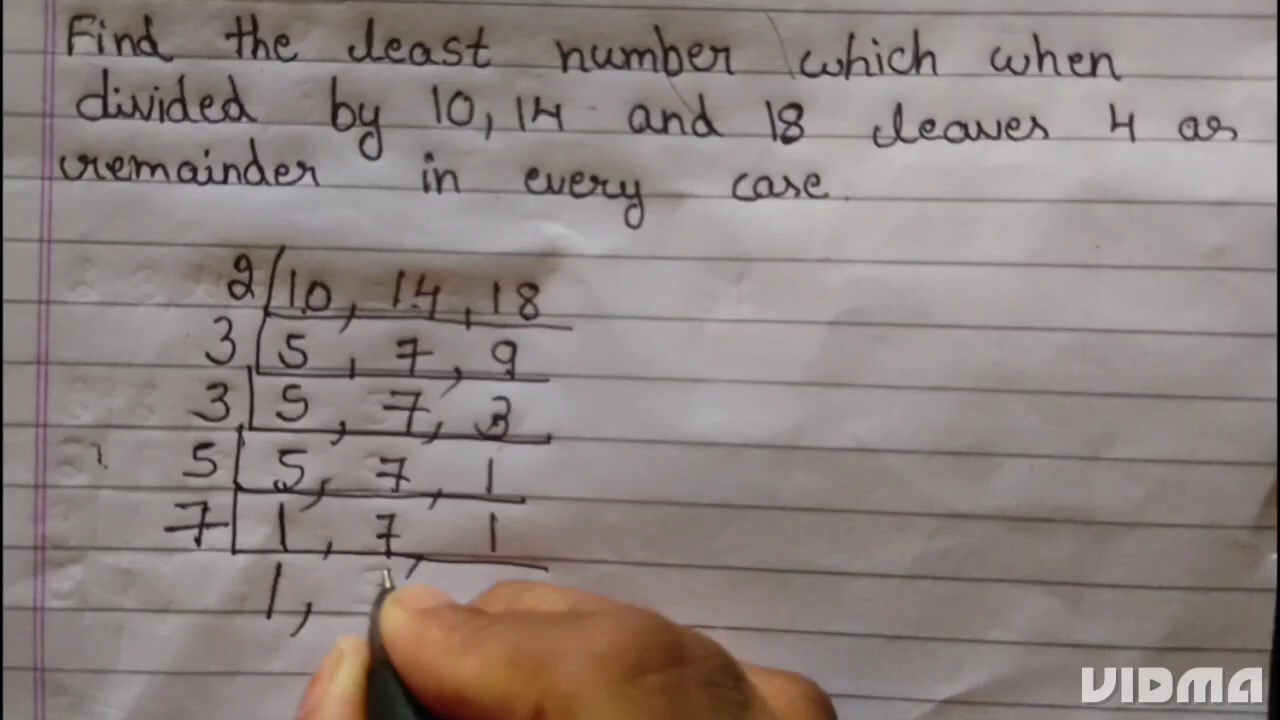 Find the least number which when
divided by 10, 14 and 18 leaves 4 as
remainder in every case.
2 10, 14, 18
3 5, 7, 9
3 5, 7, 3
5 5, 7, 1
7 1, 7, 1
1,
VIDMA